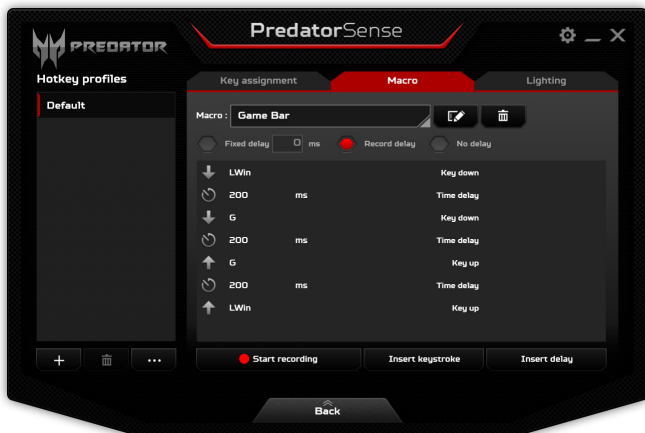 PredatorSense
PREDATOR
Hotkey profiles
Default
Key assignment Macro Lighting
Macro : Game Bar
Fixed delay 0 ms Record delay No delay
LWin Key down
200 ms Time delay
G Key down
200 ms Time delay
G Key up
200 ms Time delay
LWin Key up
Start recording Insert keystroke Insert delay
Back